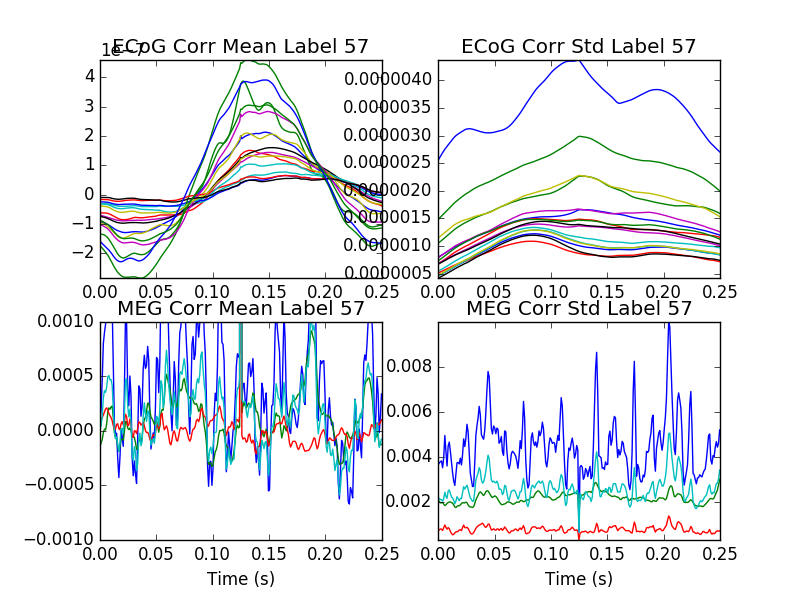 1e−7
ECoG Corr Mean Label 57
4
3
2
1
0
−1
−2
0.00 0.05 0.10 0.15 0.20 0.25
ECoG Corr Std Label 57
0.0000040
0.0000035
0.0000030
0.0000025
0.0000020
0.0000015
0.0000010
0.0000005
0.00 0.05 0.10 0.15 0.20 0.25
MEG Corr Mean Label 57
0.0010
0.0005
0.0000
−0.0005
−0.0010
0.00 0.05 0.10 0.15 0.20 0.25
Time (s)
MEG Corr Std Label 57
0.008
0.006
0.004
0.002
0.00 0.05 0.10 0.15 0.20 0.25
Time (s)